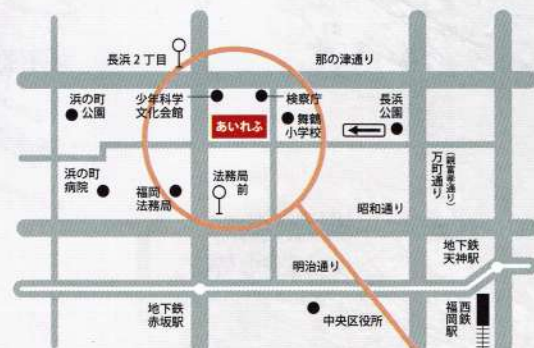 長浜2丁目
那の津通り
浜の町
公園
少年科学
文化会館
検察庁
長浜
公園
あいれふ
舞鶴
小学校
(親富孝通り)
万町通り
浜の町
病院
福岡
法務局
法務局
前
昭和通り
地下鉄
天神駅
明治通り
地下鉄
赤坂駅
中央区役所
西鉄
福岡駅